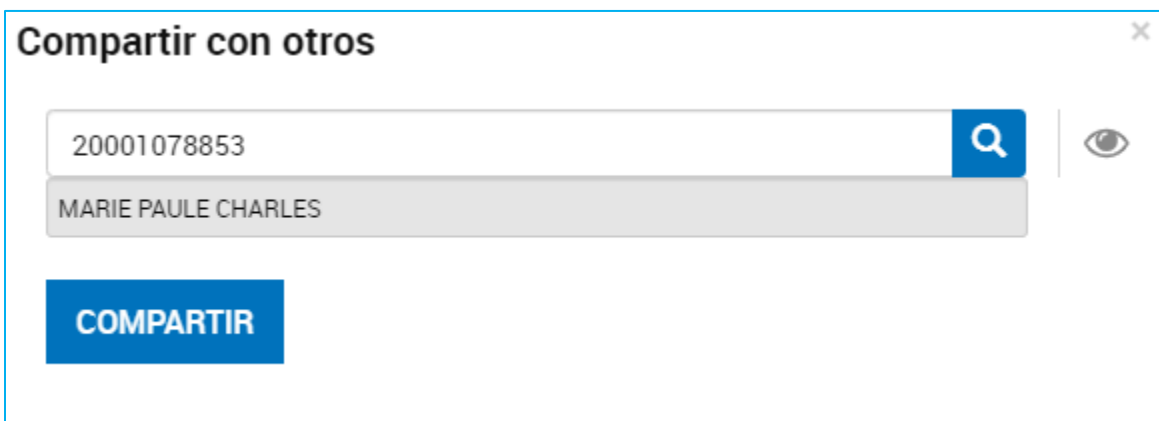 Compartir con otros
20001078853
MARIE PAULE CHARLES
COMPARTIR